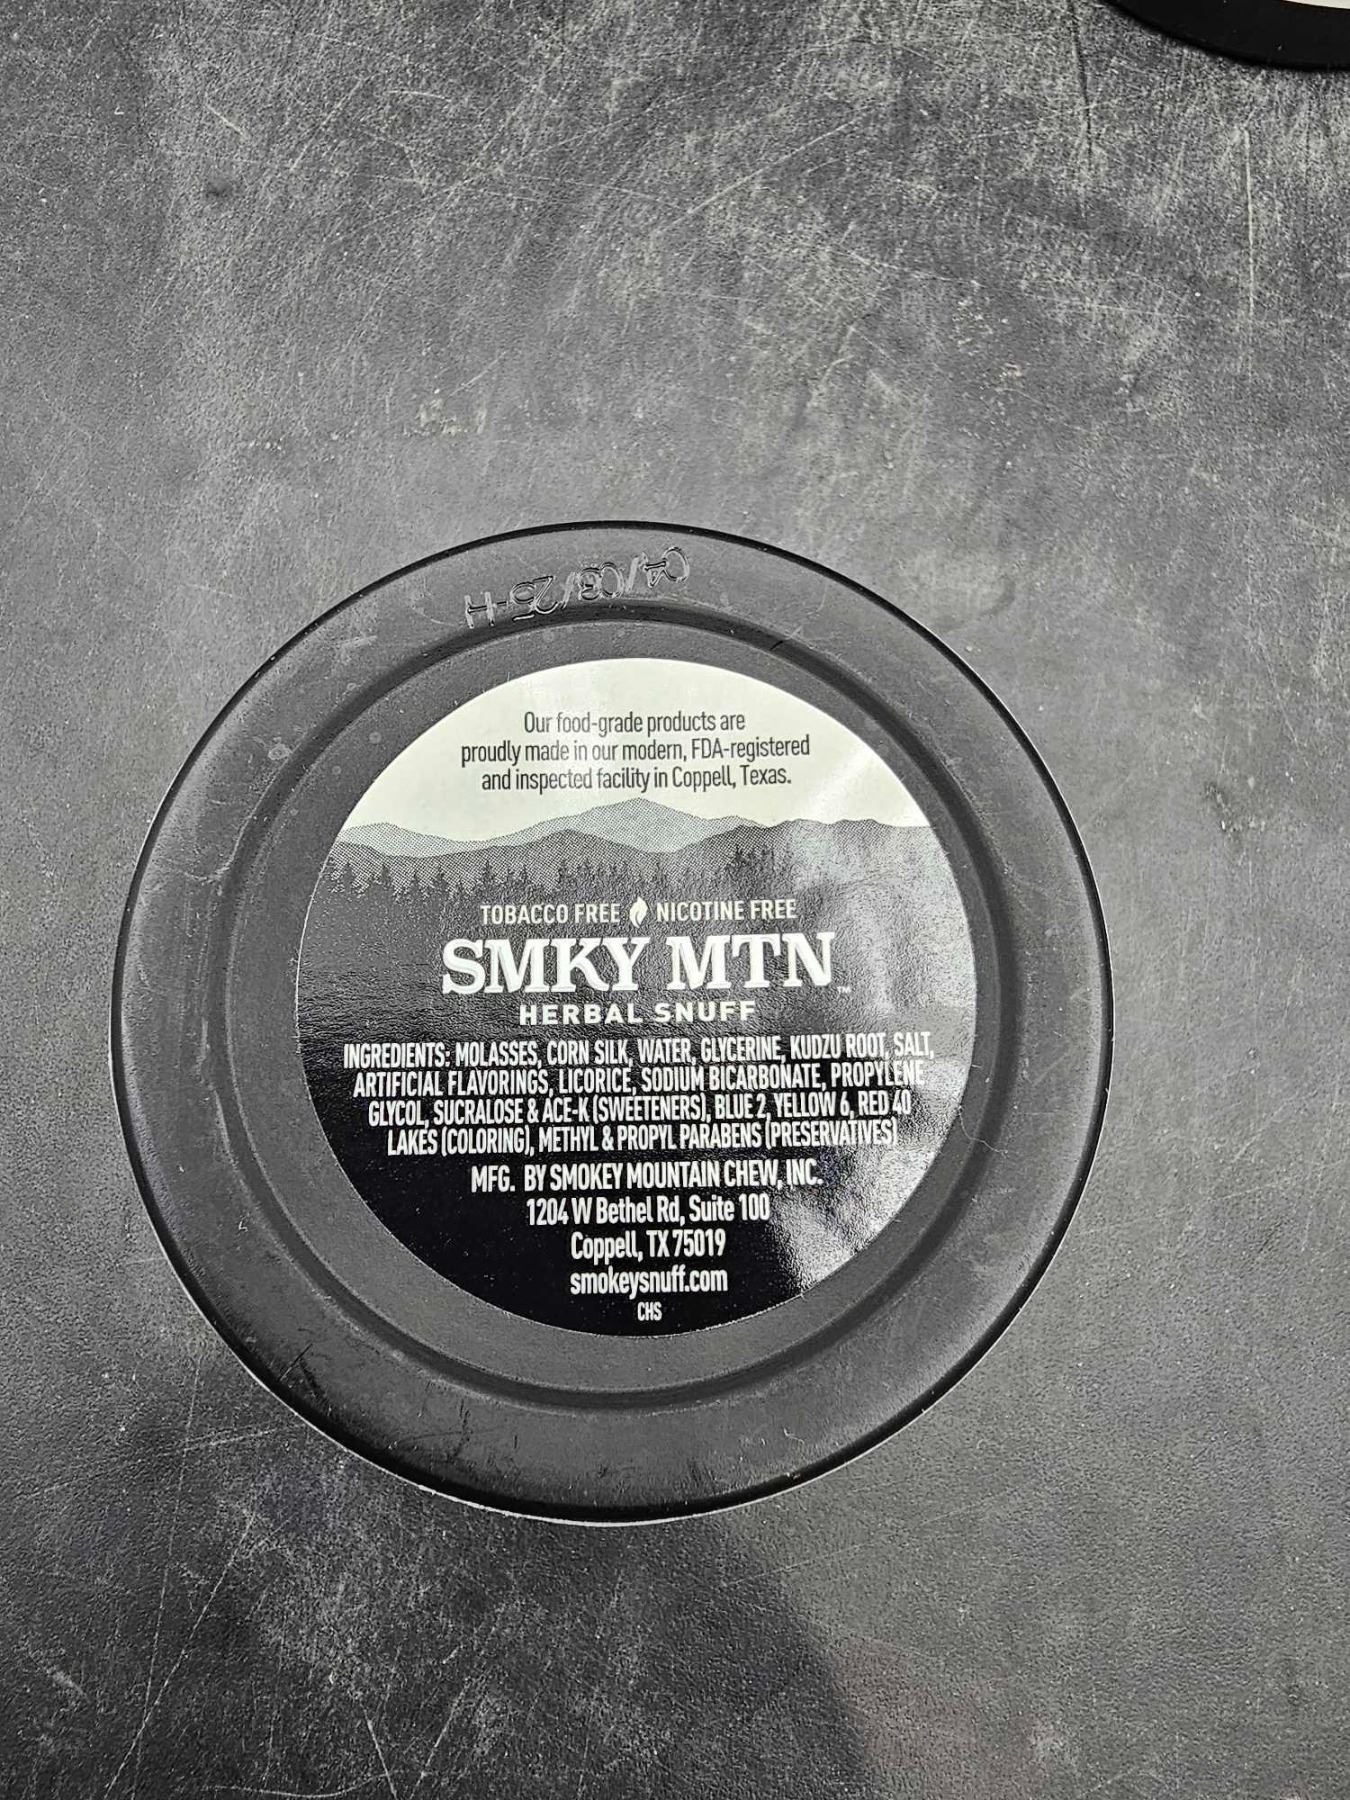 04/03/25-H
Our food-grade products are
proudly made in our modern, FDA-registered
and inspected facility in Coppell, Texas.
TOBACCO FREE NICOTINE FREE
SMKY MTN™
HERBAL SNUFF
INGREDIENTS: MOLASSES, CORN SILK, WATER, GLYCERINE, KUDZU ROOT, SALT,
ARTIFICIAL FLAVORINGS, LICORICE, SODIUM BICARBONATE, PROPYLENE
GLYCOL, SUCRALOSE & ACE-K (SWEETENERS), BLUE 2, YELLOW 6, RED 40
LAKES (COLORING), METHYL & PROPYL PARABENS (PRESERVATIVES)
MFG. BY SMOKEY MOUNTAIN CHEW, INC.
1204 W Bethel Rd, Suite 100
Coppell, TX 75019
smokeysnuff.com
CHS